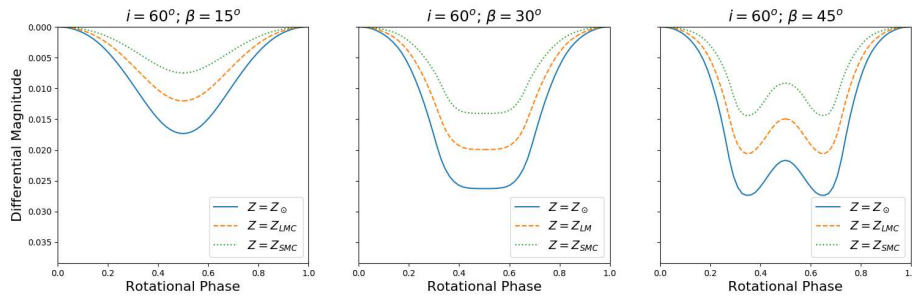 i = 60°; β = 15°
i = 60°; β = 30°
i = 60°; β = 45°
Differential Magnitude
0.000
0.005
0.010
0.015
0.020
0.025
0.030
0.035
Z = Z⊙
Z = Z_LMC
Z = Z_SMC
Z = Z⊙
Z = Z_LM
Z = Z_SMC
Z = Z⊙
Z = Z_LMC
Z = Z_SMC
0.0 0.2 0.4 0.6 0.8 1.0
0.0 0.2 0.4 0.6 0.8 1.0
0.0 0.2 0.4 0.6 0.8 1.0
Rotational Phase
Rotational Phase
Rotational Phase